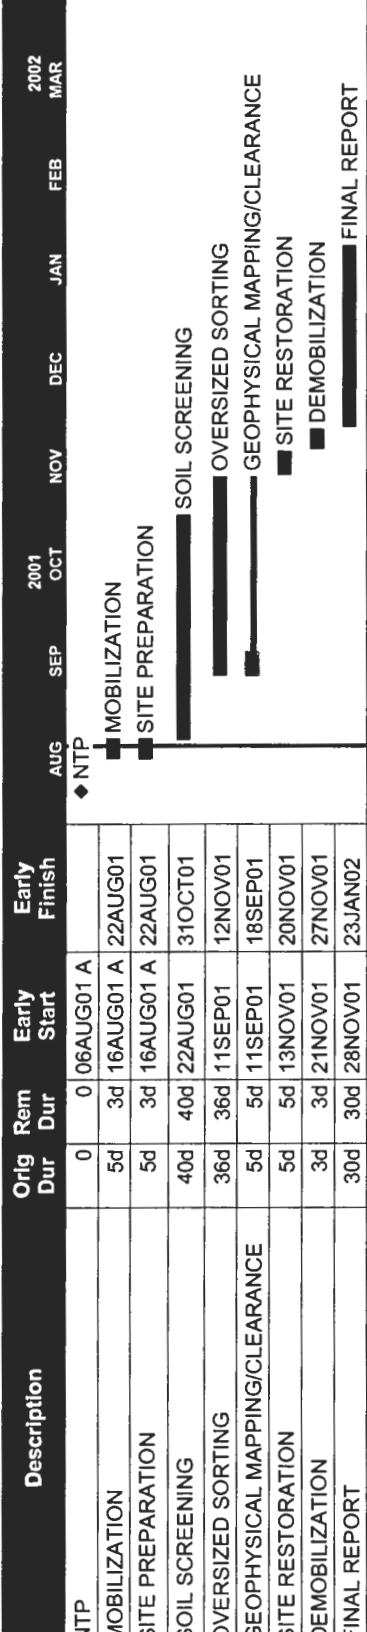 Description Orig Dur Rem Dur Early Start Early Finish 2001 AUG SEP OCT NOV DEC 2002 JAN FEB MAR
NTP 0 0 06AUG01 A NTP
MOBILIZATION 5d 3d 16AUG01 A 22AUG01 MOBILIZATION
SITE PREPARATION 5d 3d 16AUG01 A 22AUG01 SITE PREPARATION
SOIL SCREENING 40d 40d 22AUG01 31OCT01 SOIL SCREENING
OVERSIZED SORTING 36d 36d 11SEP01 12NOV01 OVERSIZED SORTING
GEOPHYSICAL MAPPING/CLEARANCE 5d 5d 11SEP01 18SEP01 GEOPHYSICAL MAPPING/CLEARANCE
SITE RESTORATION 5d 5d 13NOV01 20NOV01 SITE RESTORATION
DEMOBILIZATION 3d 3d 21NOV01 27NOV01 DEMOBILIZATION
FINAL REPORT 30d 30d 28NOV01 23JAN02 FINAL REPORT